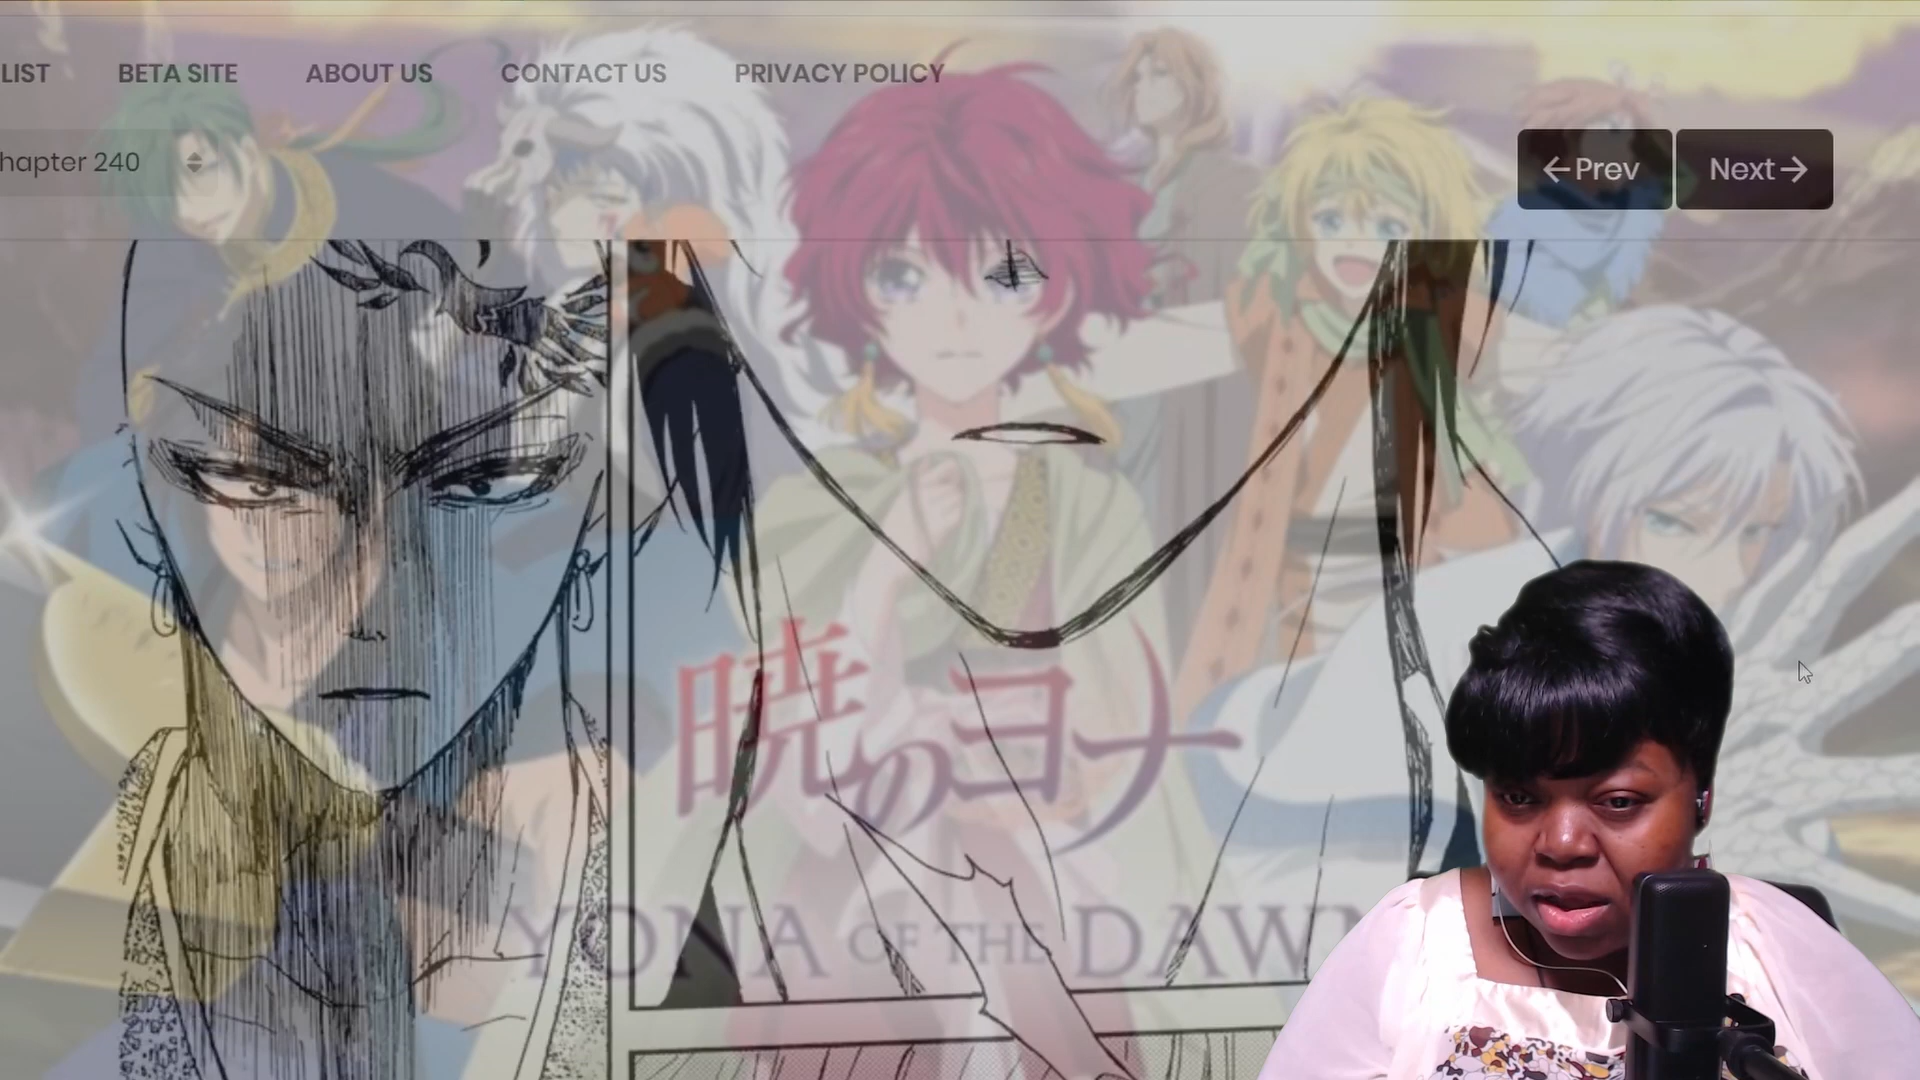 LIST BETA SITE ABOUT US CONTACT US PRIVACY POLICY
hapter 240
←Prev Next→
暁のヨナ
YONA OF THE DAWN